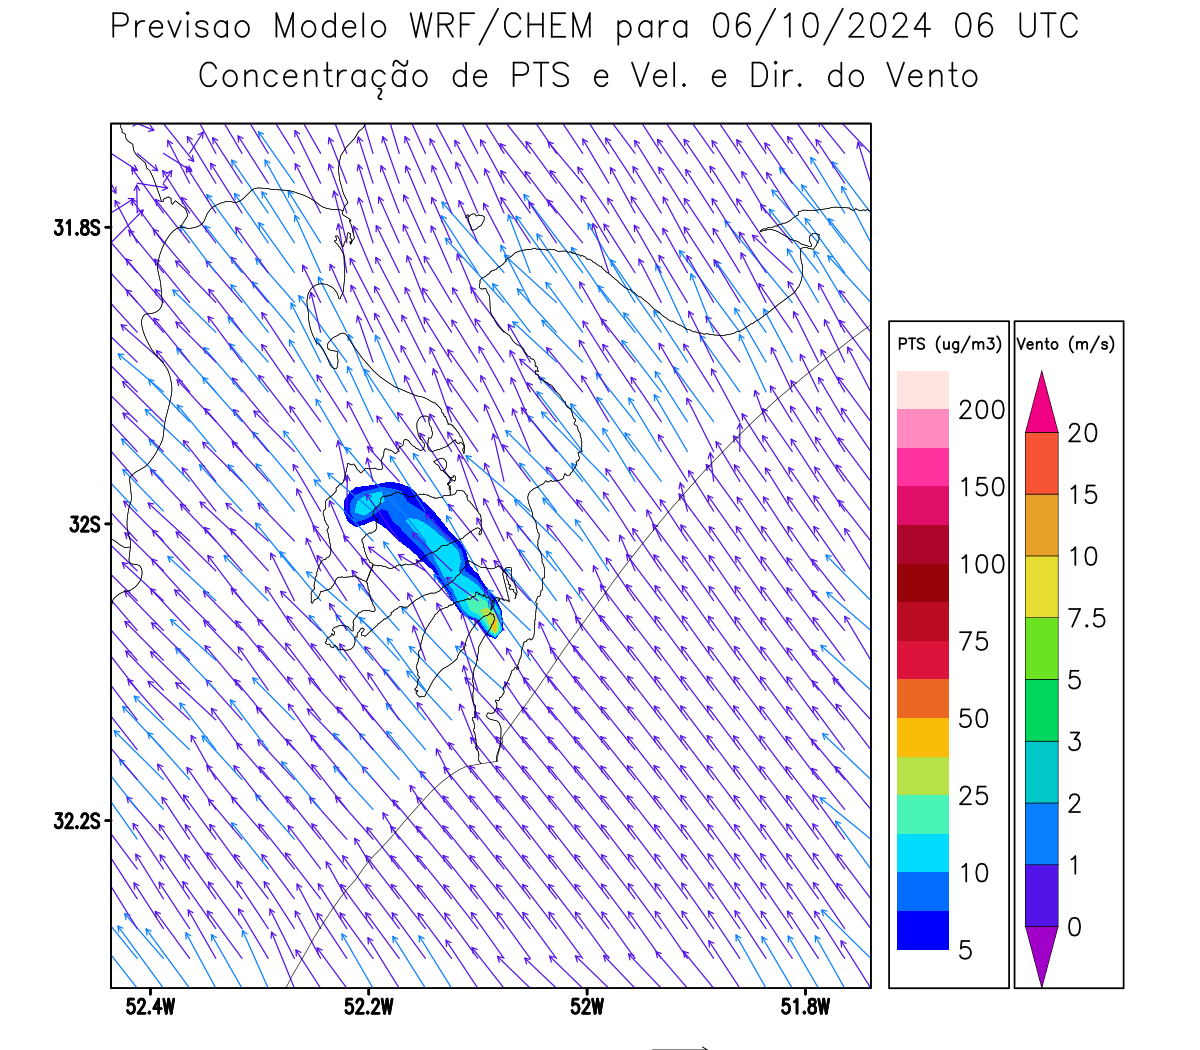 Previsao Modelo WRF/CHEM para 06/10/2024 06 UTC
Concentração de PTS e Vel. e Dir. do Vento
31.8S
32S
32.2S
52.4W
52.2W
52W
51.8W
PTS (ug/m3)
200
150
100
75
50
25
10
5
Vento (m/s)
20
15
10
7.5
5
3
2
1
0